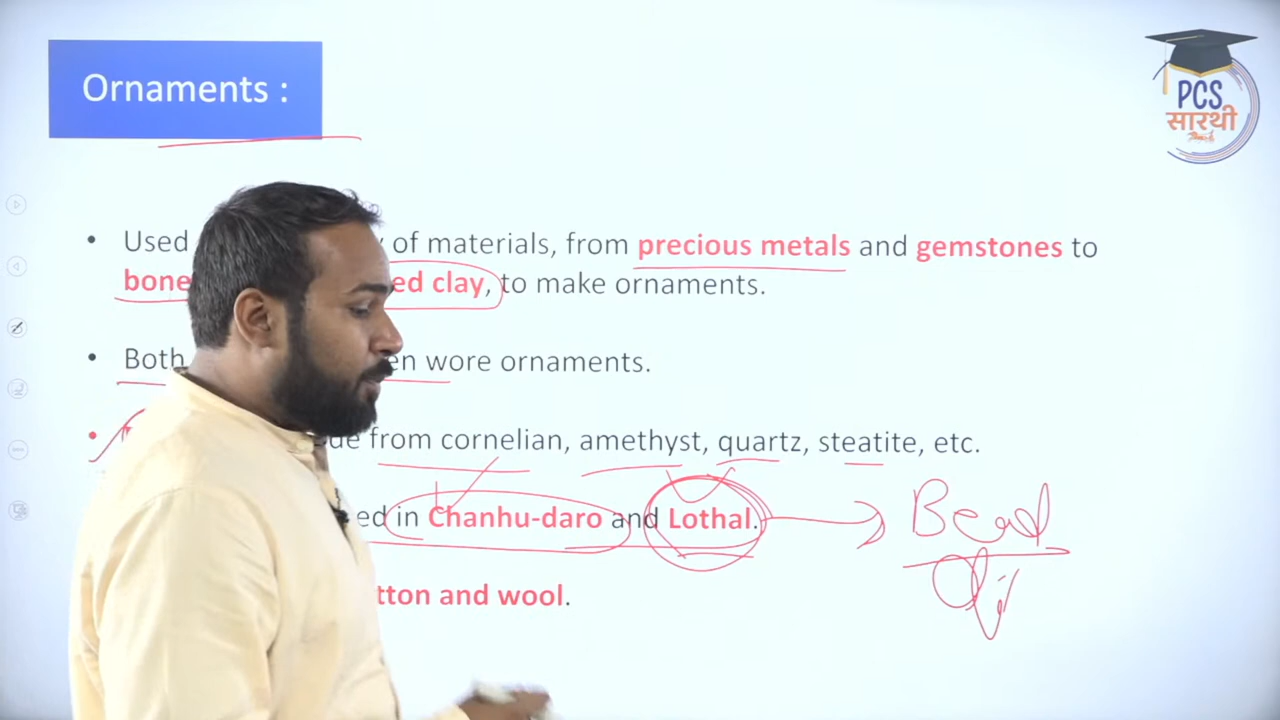 Ornaments :
PCS
सारथी
Used of materials, from precious metals and gemstones to
bone ed clay, to make ornaments.
Both en wore ornaments.
from cornelian, amethyst, quartz, steatite, etc.
ed in Chanhu-daro and Lothal.
Bead
tton and wool.